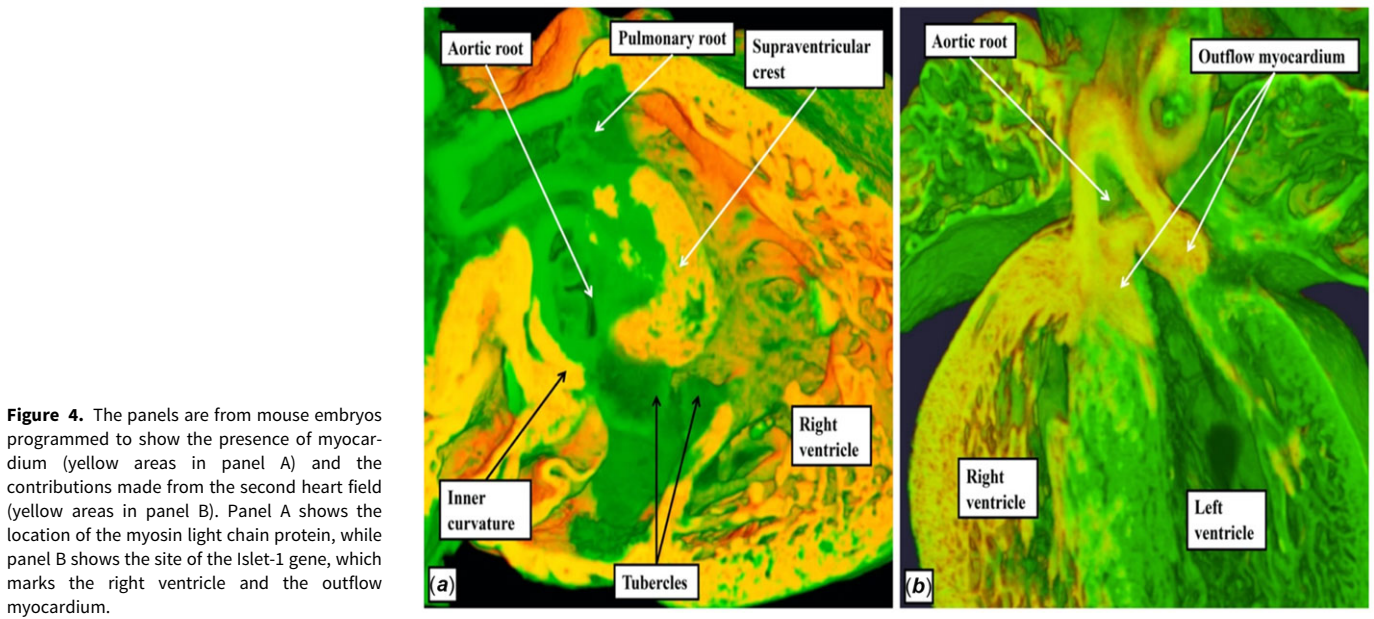 Figure 4. The panels are from mouse embryos
programmed to show the presence of myocar-
dium (yellow areas in panel A) and the
contributions made from the second heart field
(yellow areas in panel B). Panel A shows the
location of the myosin light chain protein, while
panel B shows the site of the Islet-1 gene, which
marks the right ventricle and the outflow
myocardium.
Aortic root
Pulmonary root
Supraventricular
crest
Right
ventricle
Inner
curvature
Tubercles
(a)
Aortic root
Outflow myocardium
Right
ventricle
Left
ventricle
(b)